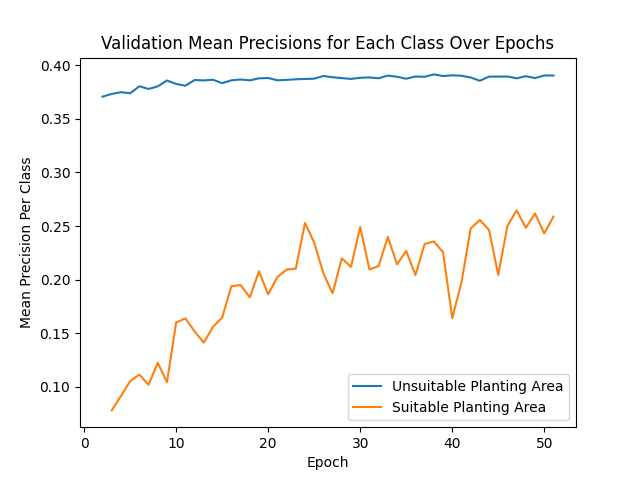 Validation Mean Precisions for Each Class Over Epochs
Mean Precision Per Class
0.40
0.35
0.30
0.25
0.20
0.15
0.10
Unsuitable Planting Area
Suitable Planting Area
0 10 20 30 40 50
Epoch